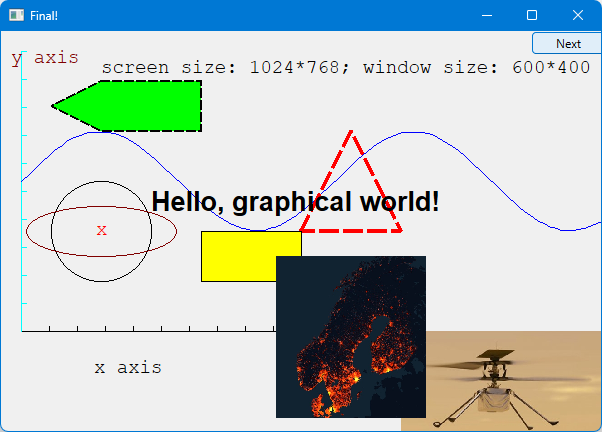 Final!
Next
y axis
screen size: 1024*768; window size: 600*400
Hello, graphical world!
x
x axis